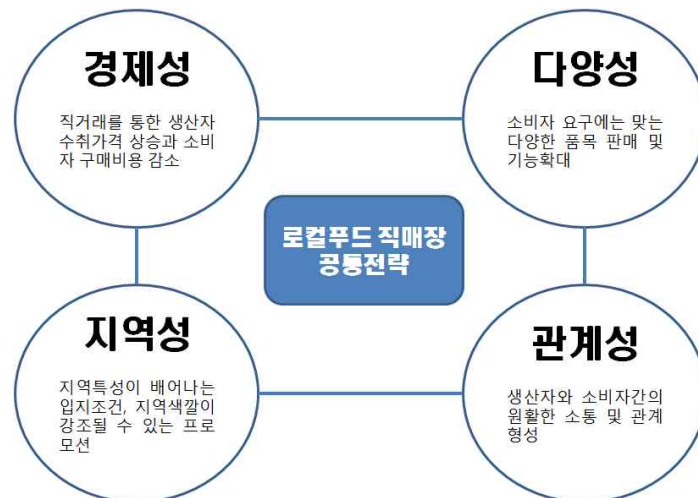 경제성
직거래를 통한 생산자
수취가격 상승과 소비
자 구매비용 감소
다양성
소비자 요구에는 맞는
다양한 품목 판매 및
기능확대
로컬푸드 직매장
공통전략
지역성
지역특성이 배어나는
입지조건, 지역색깔이
강조될 수 있는 프로
모션
관계성
생산자와 소비자간의
원활한 소통 및 관계
형성